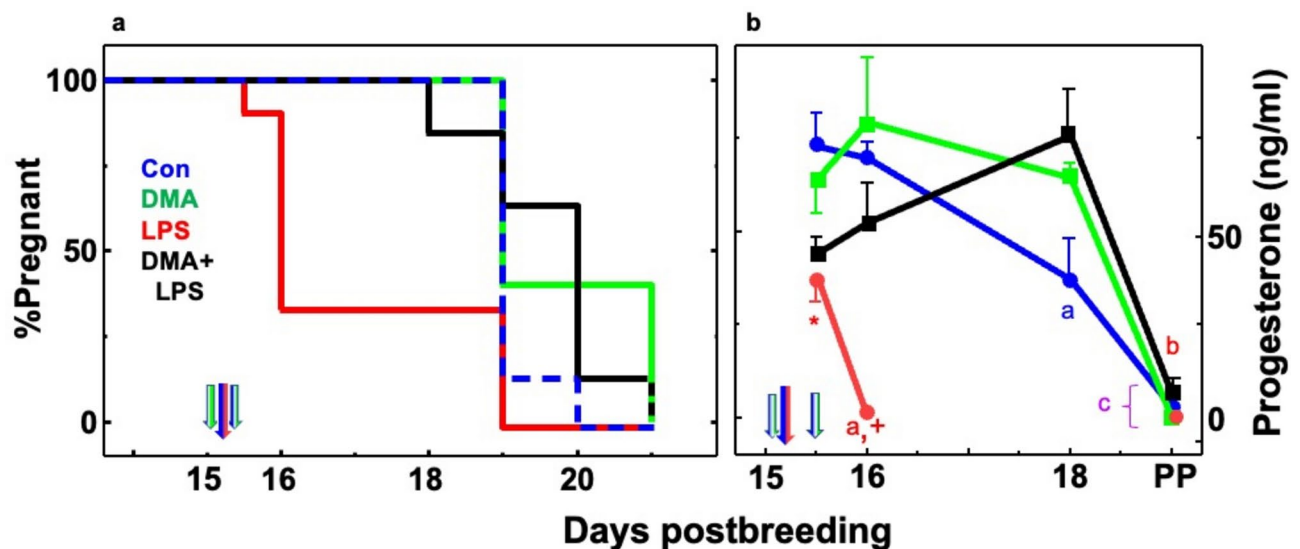 a
%Pregnant
100
50
0
Con
DMA
LPS
DMA+
LPS
15
16
18
20
b
*
a,+
a
b
c
15
16
18
PP
50
0
Progesterone (ng/ml)
Days postbreeding